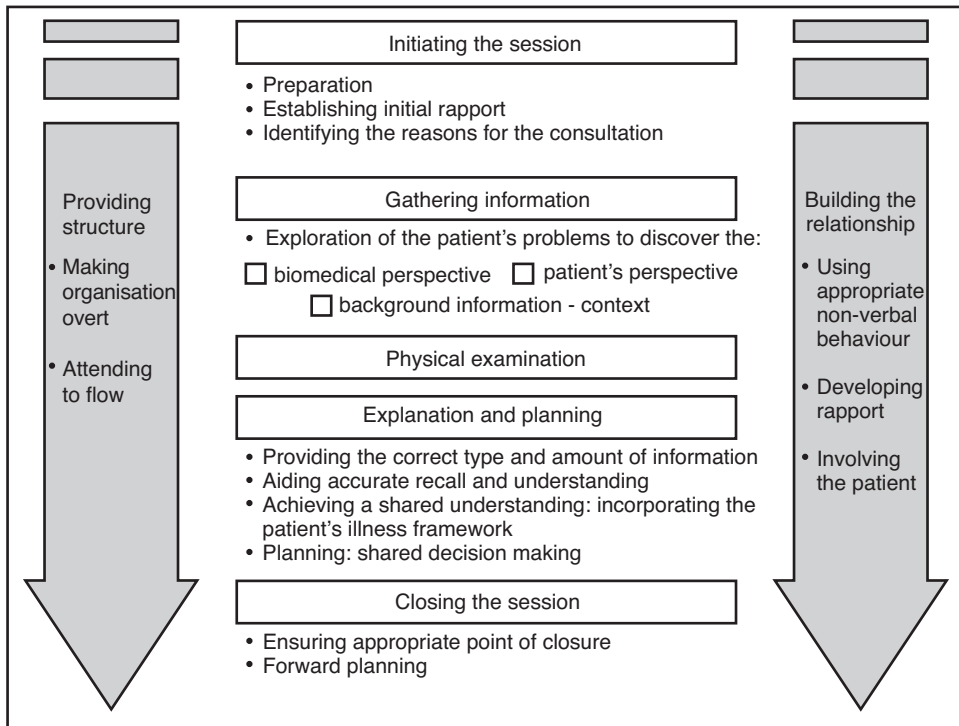 Initiating the session
• Preparation
• Establishing initial rapport
• Identifying the reasons for the consultation
Providing
structure
• Making
organisation
overt
• Attending
to flow
Gathering information
• Exploration of the patient's problems to discover the:
biomedical perspective
patient's perspective
background information - context
Physical examination
Explanation and planning
• Providing the correct type and amount of information
• Aiding accurate recall and understanding
• Achieving a shared understanding: incorporating the
patient's illness framework
• Planning: shared decision making
Closing the session
• Ensuring appropriate point of closure
• Forward planning
Building the
relationship
• Using
appropriate
non-verbal
behaviour
• Developing
rapport
• Involving
the patient